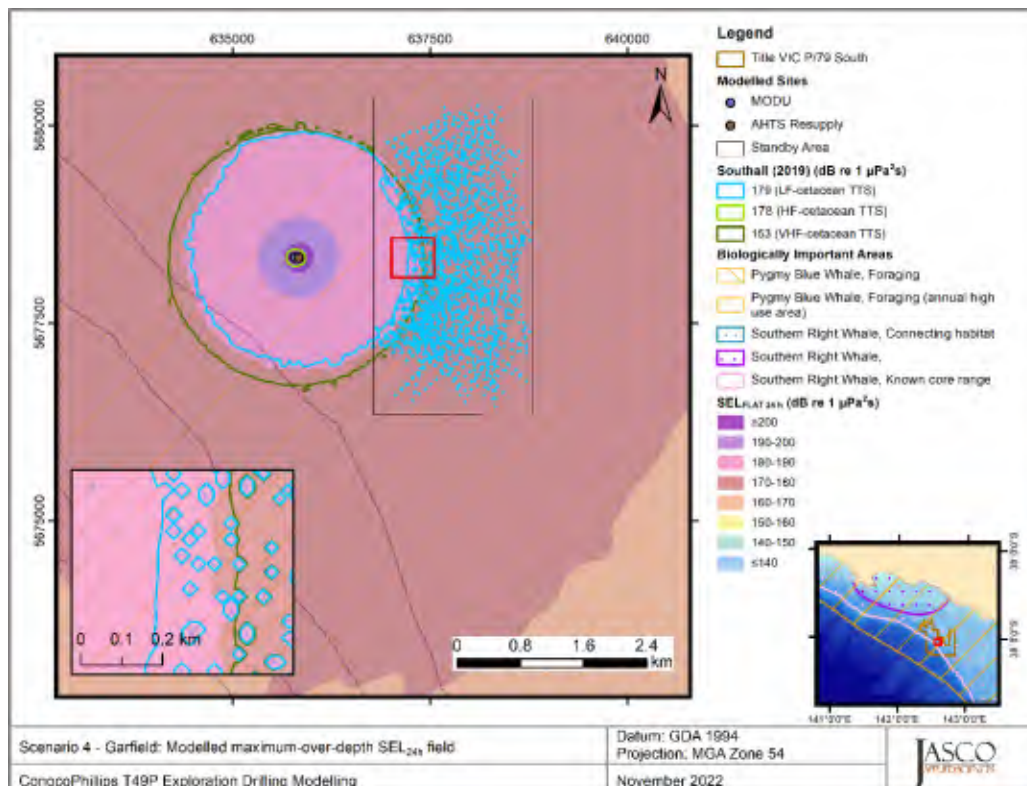 635000 637500 640000
5680000
5677500
5675000
N
0 0.1 0.2 km
0 0.8 1.6 2.4
km
Legend
Title VIC P/79 South
Modelled Sites
MODU
AHTS Resupply
Standby Area
Southall (2019) (dB re 1 µPa²s)
179 (LF-cetacean TTS)
178 (HF-cetacean TTS)
153 (VHF-cetacean TTS)
Biologically Important Areas
Pygmy Blue Whale, Foraging
Pygmy Blue Whale, Foraging (annual high
use area)
Southern Right Whale, Connecting habitat
Southern Right Whale,
Southern Right Whale, Known core range
SELFLAT 24 h (dB re 1 µPa²s)
≥200
190-200
180-190
170-180
160-170
150-160
140-150
≤140
38°0'0"S
141°0'0"E 142°0'0"E 143°0'0"E
Scenario 4 - Garfield: Modelled maximum-over-depth SEL24h field
Datum: GDA 1994
Projection: MGA Zone 54
ConocoPhillips T49P Exploration Drilling Modelling
November 2022
JASCO